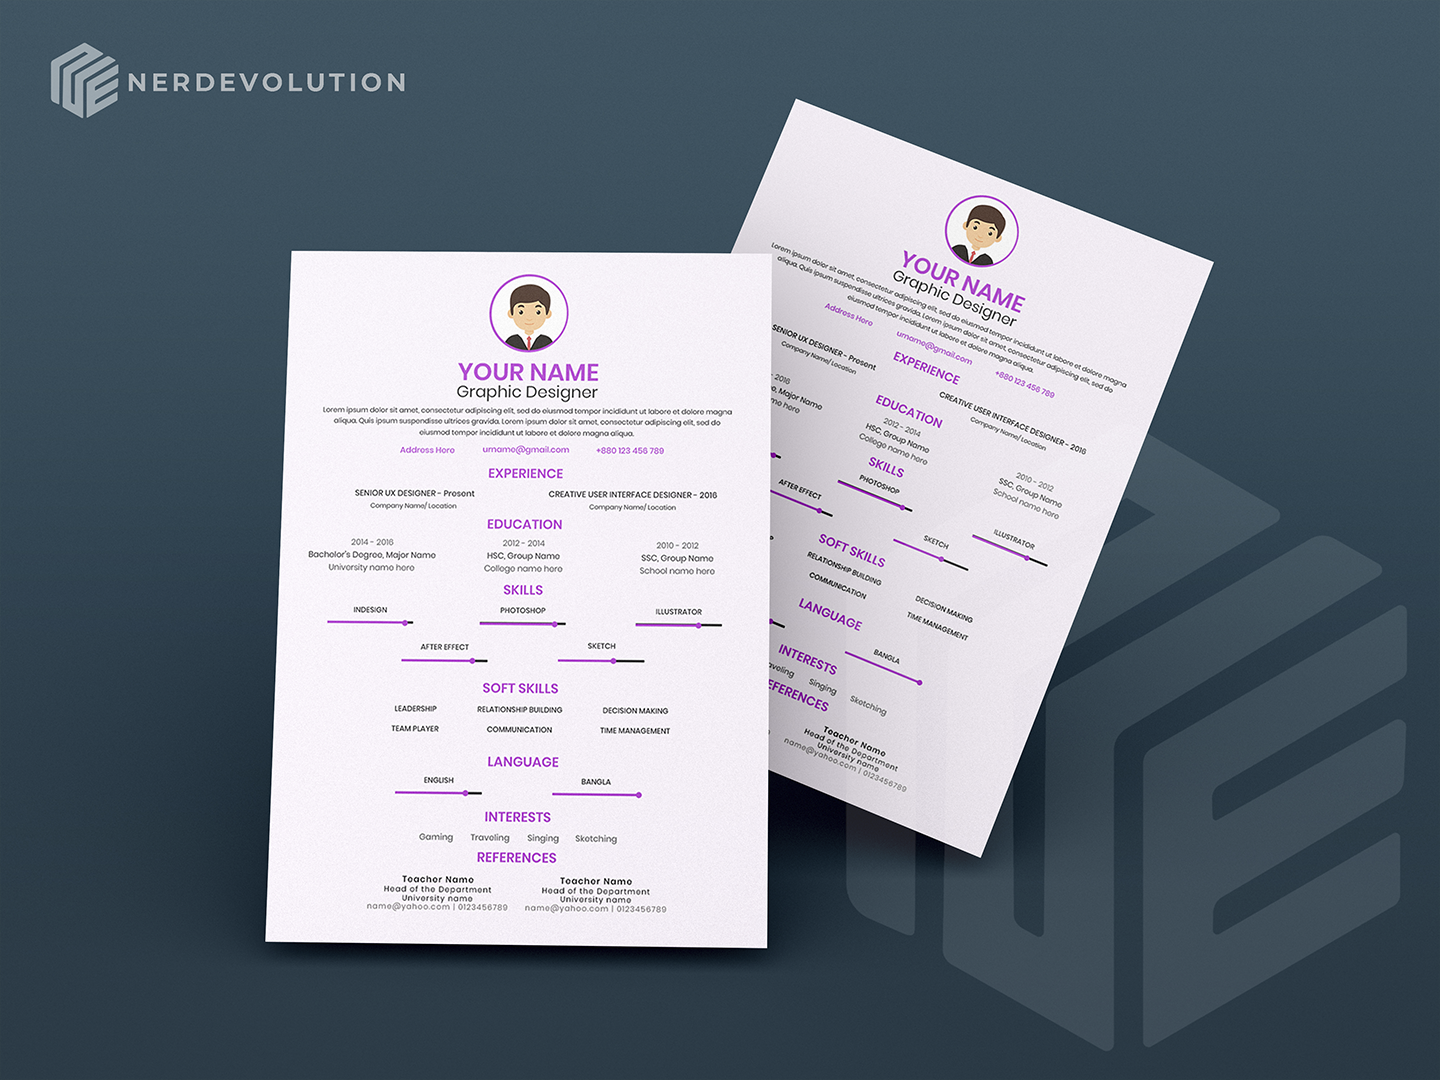 NERDEVOLUTION
YOUR NAME
Graphic Designer
Lorem ipsum dolor sit amet, consectetur adipiscing elit, sed do eiusmod tempor incididunt ut labore et dolore magna
aliqua. Quis ipsum suspendisse ultrices gravida. Lorem ipsum dolor sit amet, consectetur adipiscing elit, sed do
eiusmod tempor incididunt ut labore et dolore magna aliqua.
Address Here urname@gmail.com +880 123 456 789
EXPERIENCE
SENIOR UX DESIGNER - Present CREATIVE USER INTERFACE DESIGNER - 2016
Company Name/ Location Company Name/ Location
EDUCATION
2014 - 2016 2012 - 2014 2010 - 2012
Bachelor's Degree, Major Name HSC, Group Name SSC, Group Name
University name here College name here School name here
SKILLS
INDESIGN PHOTOSHOP ILLUSTRATOR
AFTER EFFECT SKETCH
SOFT SKILLS
LEADERSHIP RELATIONSHIP BUILDING DECISION MAKING
TEAM PLAYER COMMUNICATION TIME MANAGEMENT
LANGUAGE
ENGLISH BANGLA
INTERESTS
Gaming Traveling Singing Sketching
REFERENCES
Teacher Name Teacher Name
Head of the Department Head of the Department
University name University name
name@yahoo.com | 0123456789 name@yahoo.com | 0123456789
YOUR NAME
Graphic Designer
Lorem ipsum dolor sit amet, consectetur adipiscing elit, sed do eiusmod tempor incididunt ut labore et dolore magna
aliqua. Quis ipsum suspendisse ultrices gravida. Lorem ipsum dolor sit amet, consectetur adipiscing elit, sed do
eiusmod tempor incididunt ut labore et dolore magna aliqua.
Address Here urname@gmail.com +880 123 456 789
EXPERIENCE
SENIOR UX DESIGNER - Present CREATIVE USER INTERFACE DESIGNER - 2016
Company Name/ Location Company Name/ Location
EDUCATION
2016 2012 - 2014 2010 - 2012
Major Name HSC, Group Name SSC, Group Name
name here College name here School name here
SKILLS
PHOTOSHOP ILLUSTRATOR
AFTER EFFECT SKETCH
SOFT SKILLS
RELATIONSHIP BUILDING DECISION MAKING
COMMUNICATION TIME MANAGEMENT
LANGUAGE
BANGLA
INTERESTS
Singing Sketching
Teacher Name
Head of the Department
University name
name@yahoo.com | 0123456789